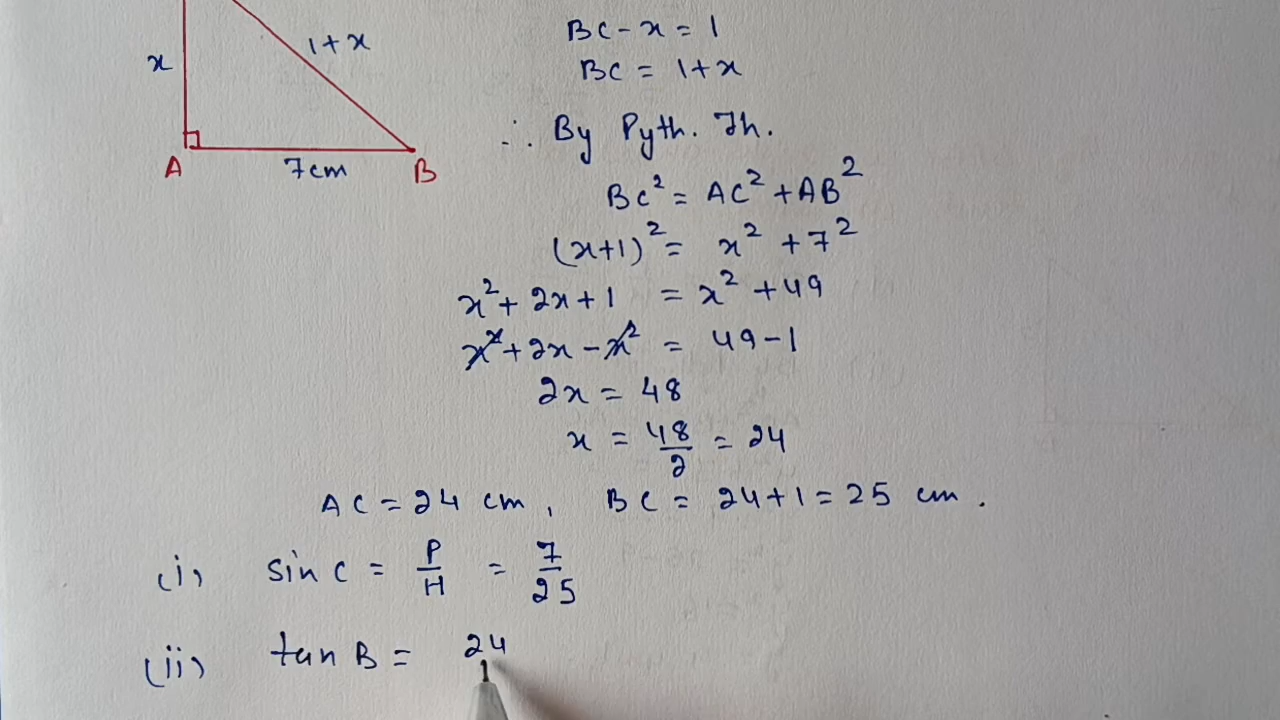 x
1+x
A
7cm
B
BC-x=1
BC = 1+x
∴ By Pyth. Th.
BC² = AC² + AB²
(x+1)² = x² + 7²
x² + 2x + 1 = x² + 49
x² + 2x - x² = 49 - 1
2x = 48
x = 48/2 = 24
AC = 24 cm, BC = 24+1 = 25 cm.
(i) sin C = P/H = 7/25
(ii) tan B = 24